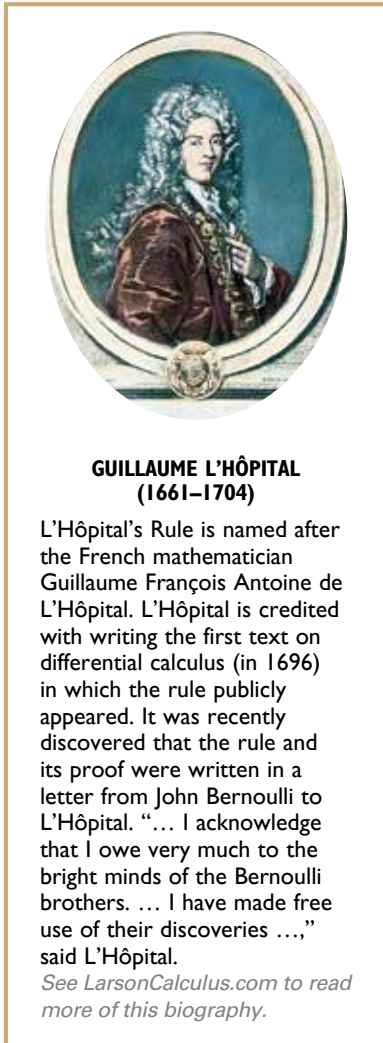 GUILLAUME L’HÔPITAL
(1661–1704)
L’Hôpital’s Rule is named after
the French mathematician
Guillaume François Antoine de
L’Hôpital. L’Hôpital is credited
with writing the first text on
differential calculus (in 1696)
in which the rule publicly
appeared. It was recently
discovered that the rule and
its proof were written in a
letter from John Bernoulli to
L’Hôpital. “… I acknowledge
that I owe very much to the
bright minds of the Bernoulli
brothers. … I have made free
use of their discoveries …,”
said L’Hôpital.
See LarsonCalculus.com to read
more of this biography.